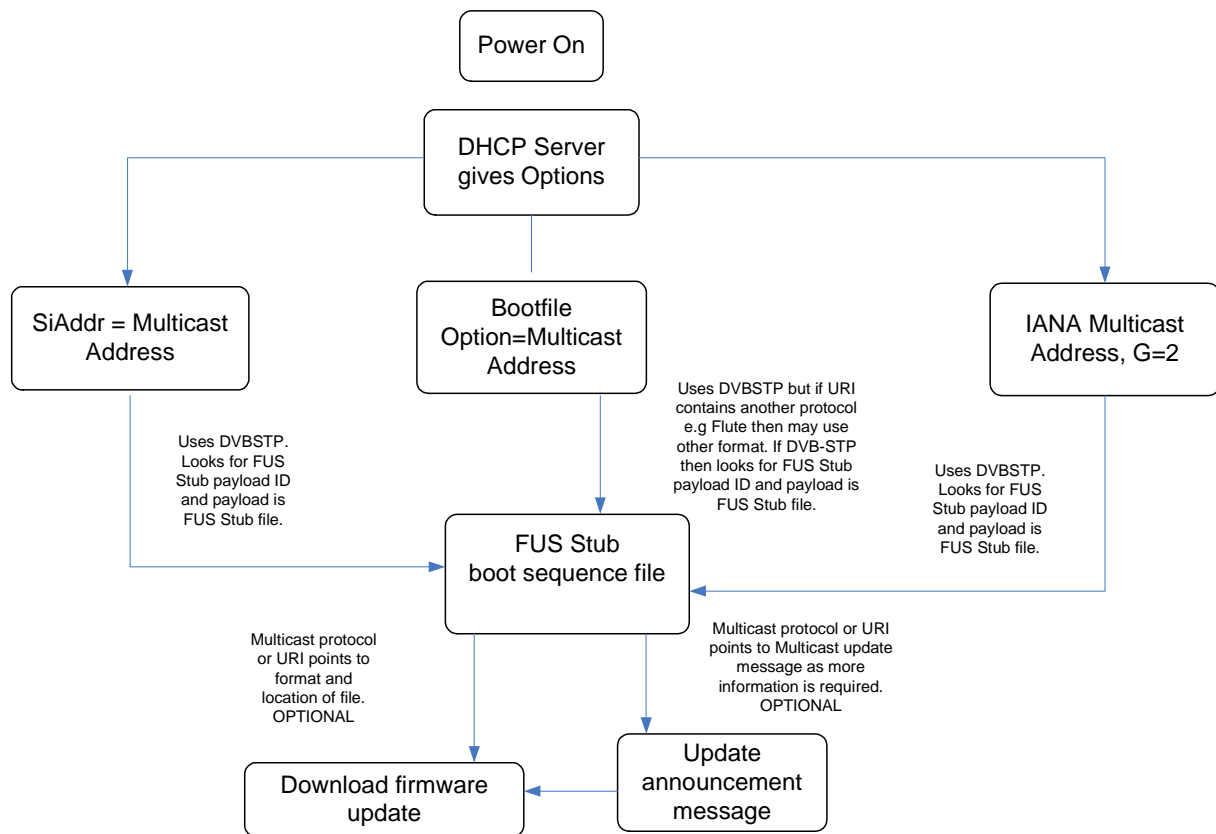 Power On
DHCP Server
gives Options
SiAddr = Multicast
Address
Bootfile
Option=Multicast
Address
IANA Multicast
Address, G=2
Uses DVBSTP.
Looks for FUS
Stub payload ID
and payload is
FUS Stub file.
Uses DVBSTP but if URI
contains another protocol
e.g Flute then may use
other format. If DVB-STP
then looks for FUS Stub
payload ID and payload is
FUS Stub file.
Uses DVBSTP.
Looks for FUS
Stub payload ID
and payload is
FUS Stub file.
FUS Stub
boot sequence file
Multicast protocol
or URI points to
format and
location of file.
OPTIONAL
Multicast protocol or URI
points to Multicast update
message as more
information is required.
OPTIONAL
Download firmware
update
Update
announcement
message